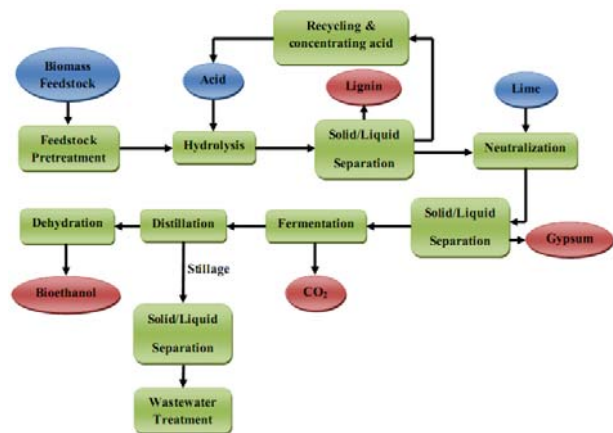 Recycling &
concentrating acid
Biomass
Feedstock
Acid
Lignin
Lime
Feedstock
Pretreatment
Hydrolysis
Solid/Liquid
Separation
Neutralization
Dehydration
Distillation
Fermentation
Solid/Liquid
Separation
Gypsum
Bioethanol
Stillage
CO₂
Solid/Liquid
Separation
Wastewater
Treatment